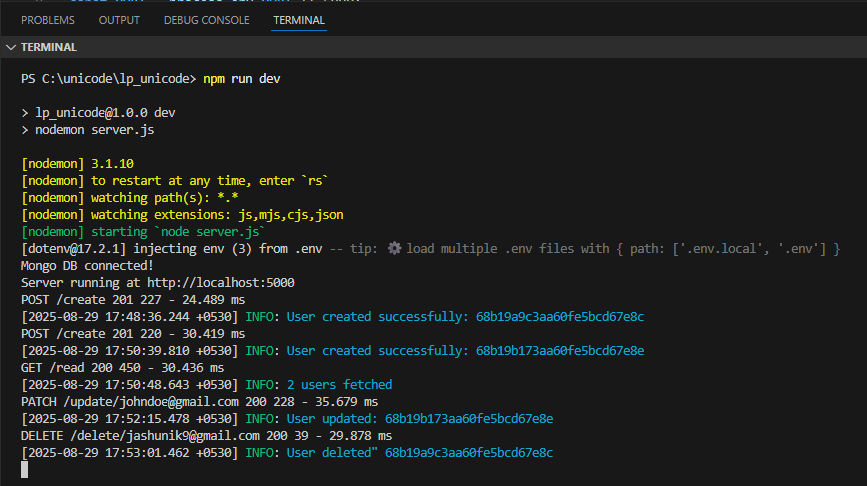 PROBLEMS OUTPUT DEBUG CONSOLE TERMINAL
TERMINAL
PS C:\unicode\lp_unicode> npm run dev
> lp_unicode@1.0.0 dev
> nodemon server.js
[nodemon] 3.1.10
[nodemon] to restart at any time, enter `rs`
[nodemon] watching path(s): *.*
[nodemon] watching extensions: js,mjs,cjs,json
[nodemon] starting `node server.js`
[dotenv@17.2.1] injecting env (3) from .env -- tip: ⚙️ load multiple .env files with { path: ['.env.local', '.env'] }
Mongo DB connected!
Server running at http://localhost:5000
POST /create 201 227 - 24.489 ms
[2025-08-29 17:48:36.244 +0530] INFO: User created successfully: 68b19a9c3aa60fe5bcd67e8c
POST /create 201 220 - 30.419 ms
[2025-08-29 17:50:39.810 +0530] INFO: User created successfully: 68b19b173aa60fe5bcd67e8e
GET /read 200 450 - 30.436 ms
[2025-08-29 17:50:48.643 +0530] INFO: 2 users fetched
PATCH /update/johndoe@gmail.com 200 228 - 35.679 ms
[2025-08-29 17:52:15.478 +0530] INFO: User updated: 68b19b173aa60fe5bcd67e8e
DELETE /delete/jashunik9@gmail.com 200 39 - 29.878 ms
[2025-08-29 17:53:01.462 +0530] INFO: User deleted" 68b19a9c3aa60fe5bcd67e8c